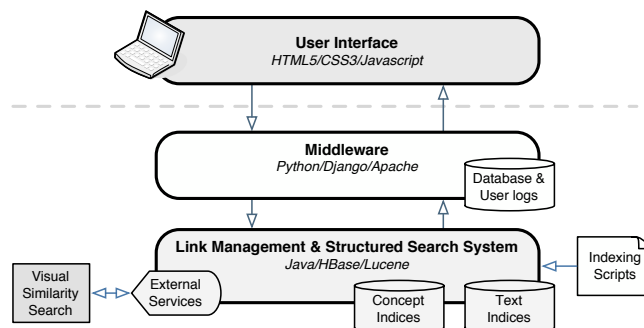 User Interface
HTML5/CSS3/Javascript
Middleware
Python/Django/Apache
Database &
User logs
Link Management & Structured Search System
Java/HBase/Lucene
Indexing
Scripts
Visual
Similarity
Search
External
Services
Concept
Indices
Text
Indices